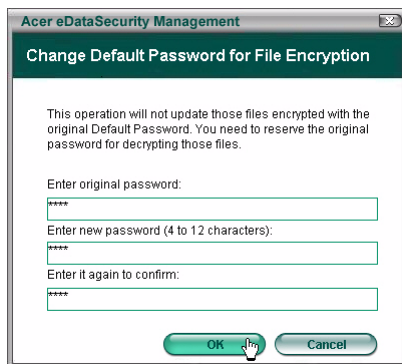 Acer eDataSecurity Management
Change Default Password for File Encryption
This operation will not update those files encrypted with the
original Default Password. You need to reserve the original
password for decrypting those files.
Enter original password:
****
Enter new password (4 to 12 characters):
****
Enter it again to confirm:
****
OK Cancel